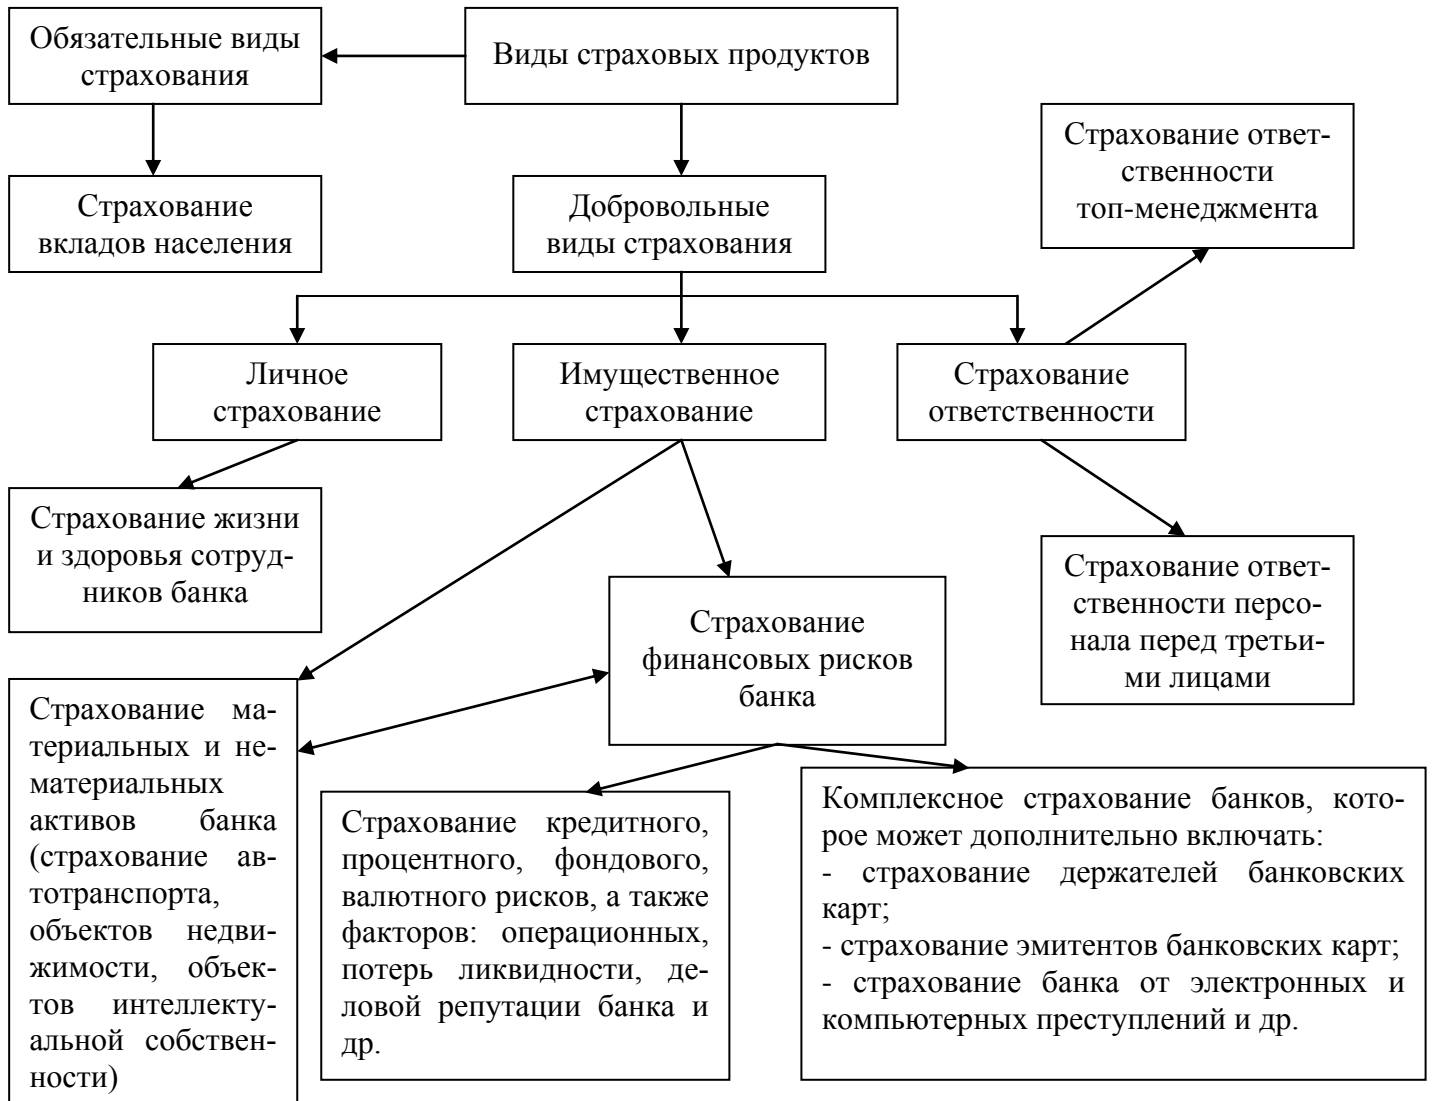 Обязательные виды
страхования
Виды страховых продуктов
Страхование ответ-
ственности
топ-менеджмента
Страхование
вкладов населения
Добровольные
виды страхования
Личное
страхование
Имущественное
страхование
Страхование
ответственности
Страхование жизни
и здоровья сотруд-
ников банка
Страхование
финансовых рисков
банка
Страхование ответ-
ственности персо-
нала перед третьи-
ми лицами
Страхование ма-
териальных и не-
материальных
активов банка
(страхование ав-
тотранспорта,
объектов недви-
жимости, объек-
тов интеллекту-
альной собствен-
ности)
Страхование кредитного,
процентного, фондового,
валютного рисков, а также
факторов: операционных,
потерь ликвидности, де-
ловой репутации банка и
др.
Комплексное страхование банков, кото-
рое может дополнительно включать:
- страхование держателей банковских
карт;
- страхование эмитентов банковских карт;
- страхование банка от электронных и
компьютерных преступлений и др.